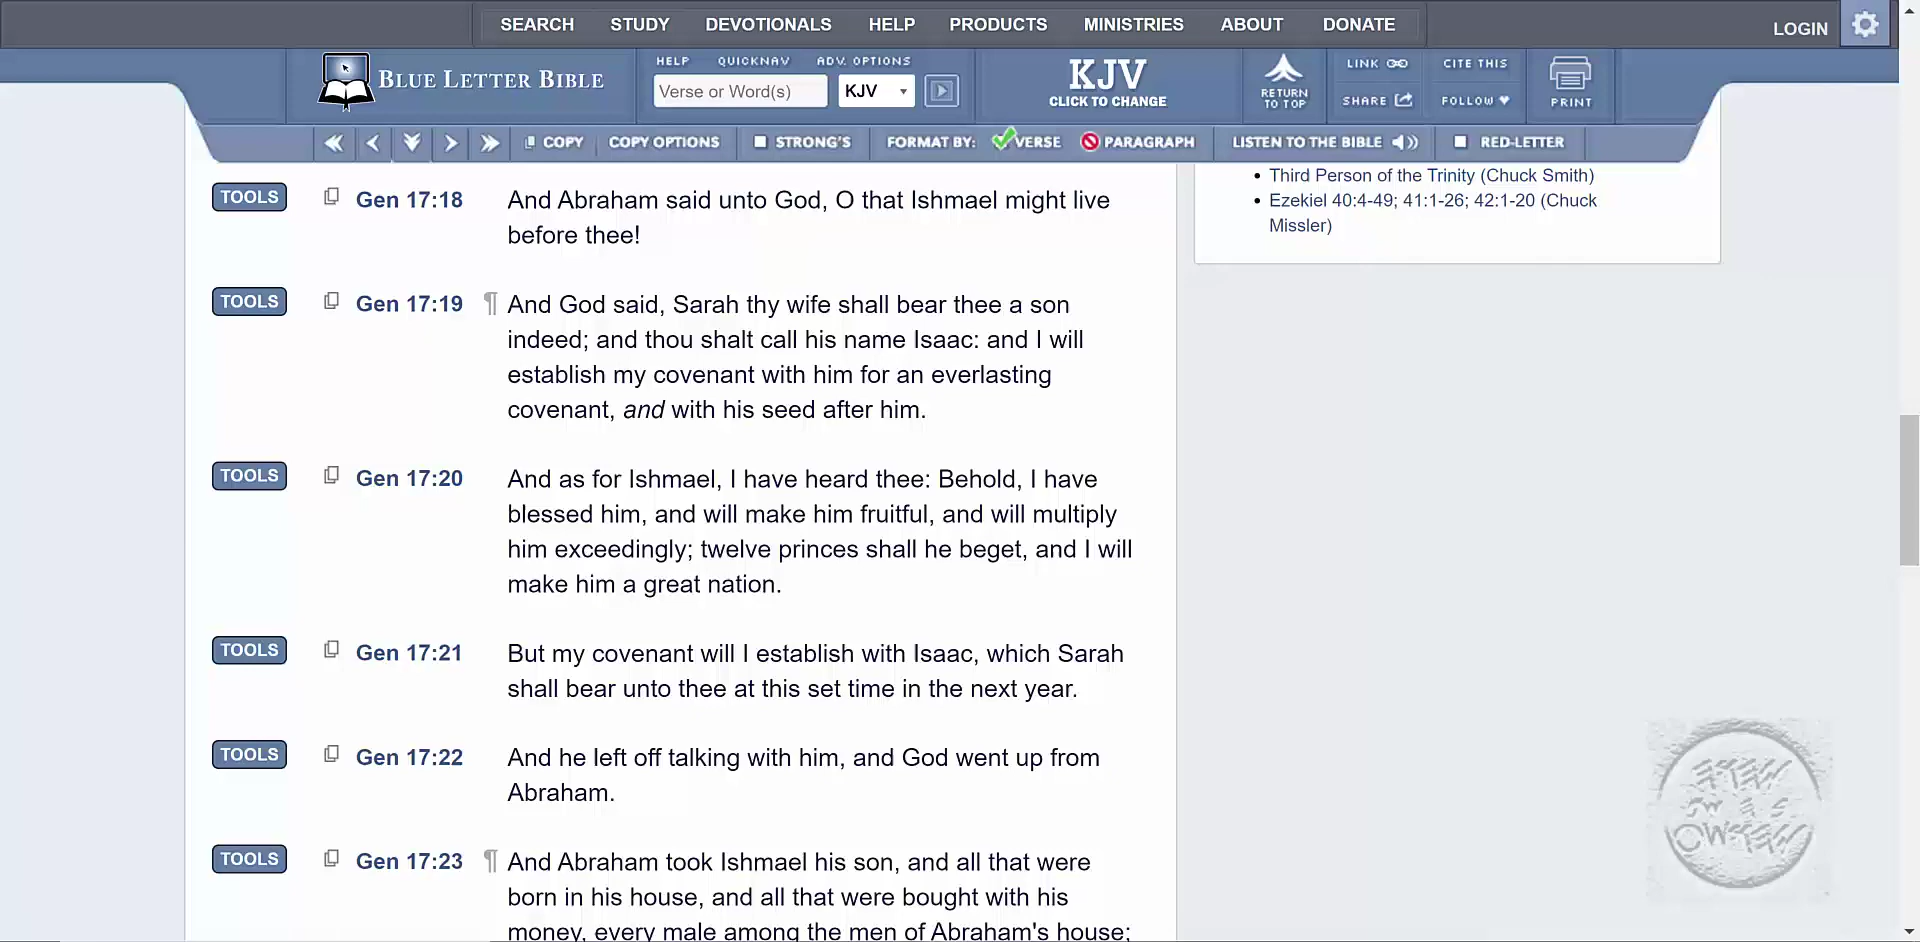 SEARCH STUDY DEVOTIONALS HELP PRODUCTS MINISTRIES ABOUT DONATE
LOGIN
BLUE LETTER BIBLE
HELP QUICKNAV ADV. OPTIONS
Verse or Word(s) KJV
KJV
CLICK TO CHANGE
RETURN
TO TOP
LINK CITE THIS
SHARE FOLLOW
PRINT
COPY COPY OPTIONS STRONG'S FORMAT BY: VERSE PARAGRAPH LISTEN TO THE BIBLE RED-LETTER
TOOLS Gen 17:18 And Abraham said unto God, O that Ishmael might live
before thee!
TOOLS Gen 17:19 ¶ And God said, Sarah thy wife shall bear thee a son
indeed; and thou shalt call his name Isaac: and I will
establish my covenant with him for an everlasting
covenant, and with his seed after him.
TOOLS Gen 17:20 And as for Ishmael, I have heard thee: Behold, I have
blessed him, and will make him fruitful, and will multiply
him exceedingly; twelve princes shall he beget, and I will
make him a great nation.
TOOLS Gen 17:21 But my covenant will I establish with Isaac, which Sarah
shall bear unto thee at this set time in the next year.
TOOLS Gen 17:22 And he left off talking with him, and God went up from
Abraham.
TOOLS Gen 17:23 ¶ And Abraham took Ishmael his son, and all that were
born in his house, and all that were bought with his
money, every male among the men of Abraham's house;
• Third Person of the Trinity (Chuck Smith)
• Ezekiel 40:4-49; 41:1-26; 42:1-20 (Chuck
Missler)